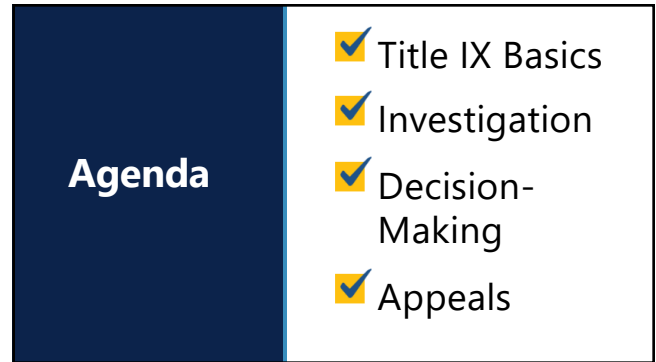 Agenda
Title IX Basics
Investigation
Decision-
Making
Appeals